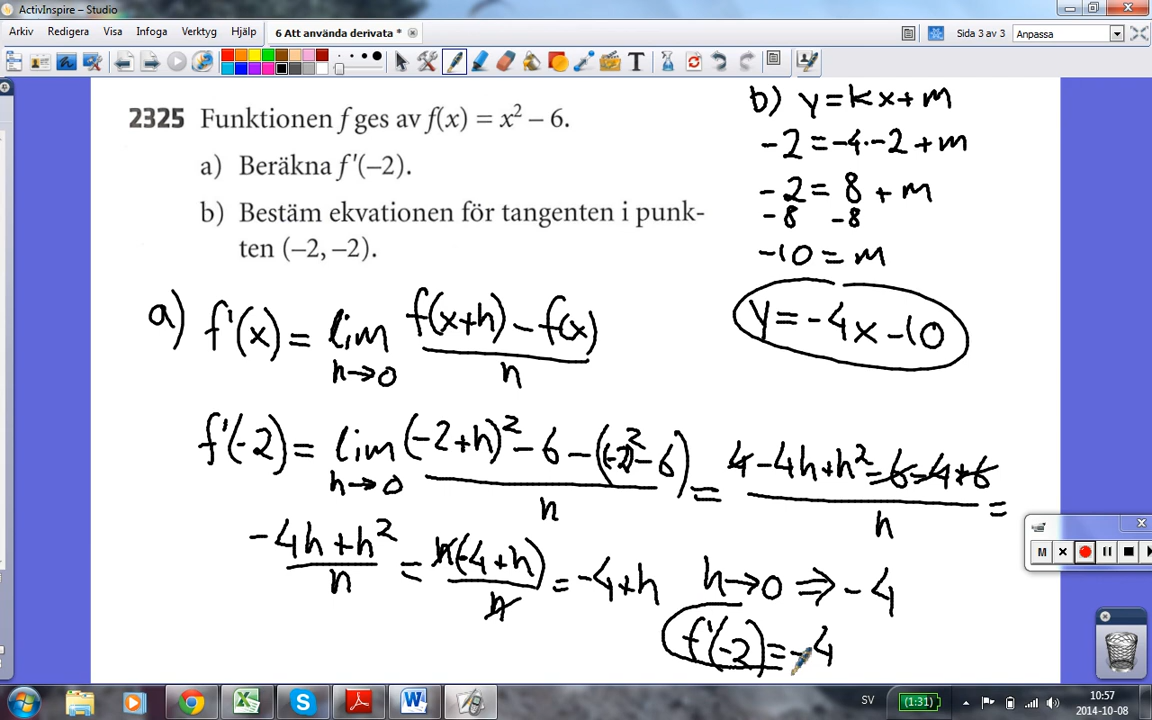 ActivInspire – Studio
Arkiv Redigera Visa Infoga Verktyg Hjälp 6 Att använda derivata * Sida 3 av 3 Anpassa
2325 Funktionen f ges av f(x) = x² – 6.
a) Beräkna f'(–2).
b) Bestäm ekvationen för tangenten i punk-
ten (–2, –2).
b) y=kx+m
-2=-4·-2+m
-2=8+m
-8 -8
-10=m
y=-4x-10
a) f'(x)= lim f(x+h)-f(x)
h→0 h
f'(-2)= lim (-2+h)²-6-((-2)²-6) = 4-4h+h²-6-4+6 =
h→0 h h
-4h+h² = h(-4+h) = -4+h h→0 ⇒ -4
h h
f'(-2)=-4
M
SV (1:31) 10:57
2014-10-08